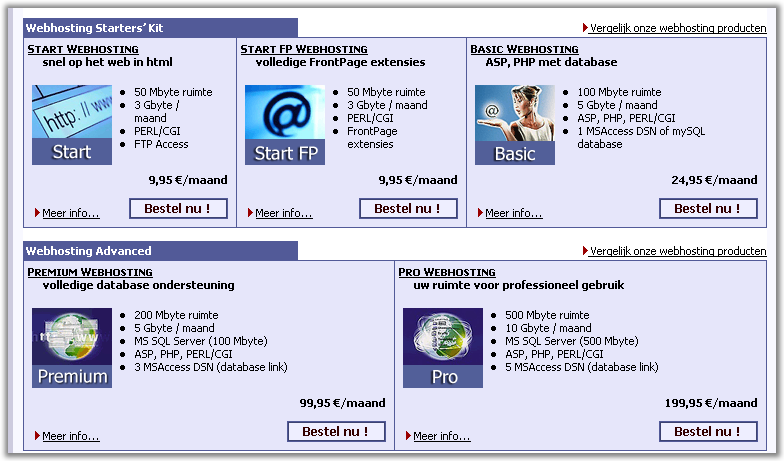 Webhosting Starters' Kit
Vergelijk onze webhosting producten
START WEBHOSTING
snel op het web in html
http://www
Start
50 Mbyte ruimte
3 Gbyte /
maand
PERL/CGI
FTP Access
9,95 €/maand
Meer info...
Bestel nu !
START FP WEBHOSTING
volledige FrontPage extensies
@
Start FP
50 Mbyte ruimte
3 Gbyte / maand
PERL/CGI
FrontPage
extensies
9,95 €/maand
Meer info...
Bestel nu !
BASIC WEBHOSTING
ASP, PHP met database
@
Basic
100 Mbyte ruimte
5 Gbyte / maand
ASP, PHP, PERL/CGI
1 MSAccess DSN of mySQL
database
24,95 €/maand
Meer info...
Bestel nu !
Webhosting Advanced
Vergelijk onze webhosting producten
PREMIUM WEBHOSTING
volledige database ondersteuning
Premium
200 Mbyte ruimte
5 Gbyte / maand
MS SQL Server (100 Mbyte)
ASP, PHP, PERL/CGI
3 MSAccess DSN (database link)
99,95 €/maand
Meer info...
Bestel nu !
PRO WEBHOSTING
uw ruimte voor professioneel gebruik
Pro
500 Mbyte ruimte
10 Gbyte / maand
MS SQL Server (500 Mbyte)
ASP, PHP, PERL/CGI
5 MSAccess DSN (database link)
199,95 €/maand
Meer info...
Bestel nu !